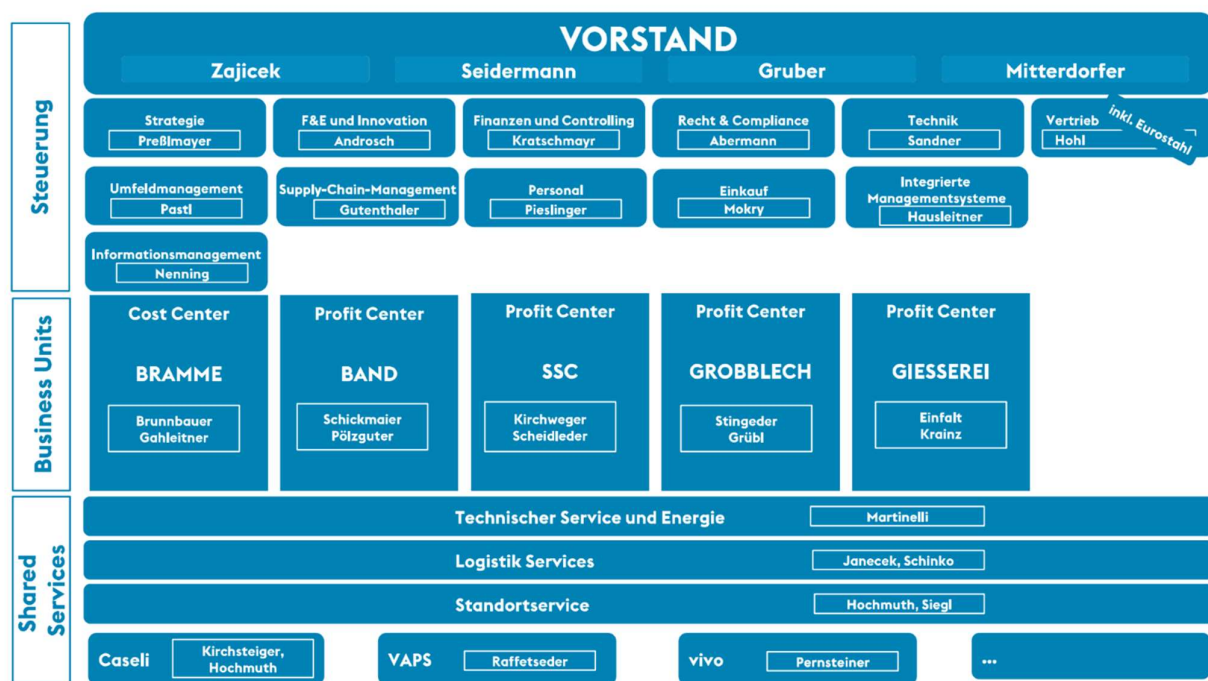 Steuerung
VORSTAND
Zajicek
Seidermann
Gruber
Mitterdorfer
Strategie
Preßlmayer
F&E und Innovation
Androsch
Finanzen und Controlling
Kratschmayr
Recht & Compliance
Abermann
Technik
Sandner
Vertrieb
Hohl
inkl. Eurostahl
Umfeldmanagement
Pastl
Supply-Chain-Management
Gutenthaler
Personal
Pieslinger
Einkauf
Mokry
Integrierte
Managementsysteme
Hausleitner
Informationsmanagement
Nenning
Business Units
Cost Center
BRAMME
Brunnbauer
Gahleitner
Profit Center
BAND
Schickmaier
Pölzguter
Profit Center
SSC
Kirchweger
Scheidleder
Profit Center
GROBBLECH
Stingeder
Grübl
Profit Center
GIESSEREI
Einfalt
Krainz
Shared
Services
Technischer Service und Energie
Martinelli
Logistik Services
Janecek, Schinko
Standortservice
Hochmuth, Siegl
Caseli
Kirchsteiger,
Hochmuth
VAPS
Raffetseder
vivo
Pernsteiner
...